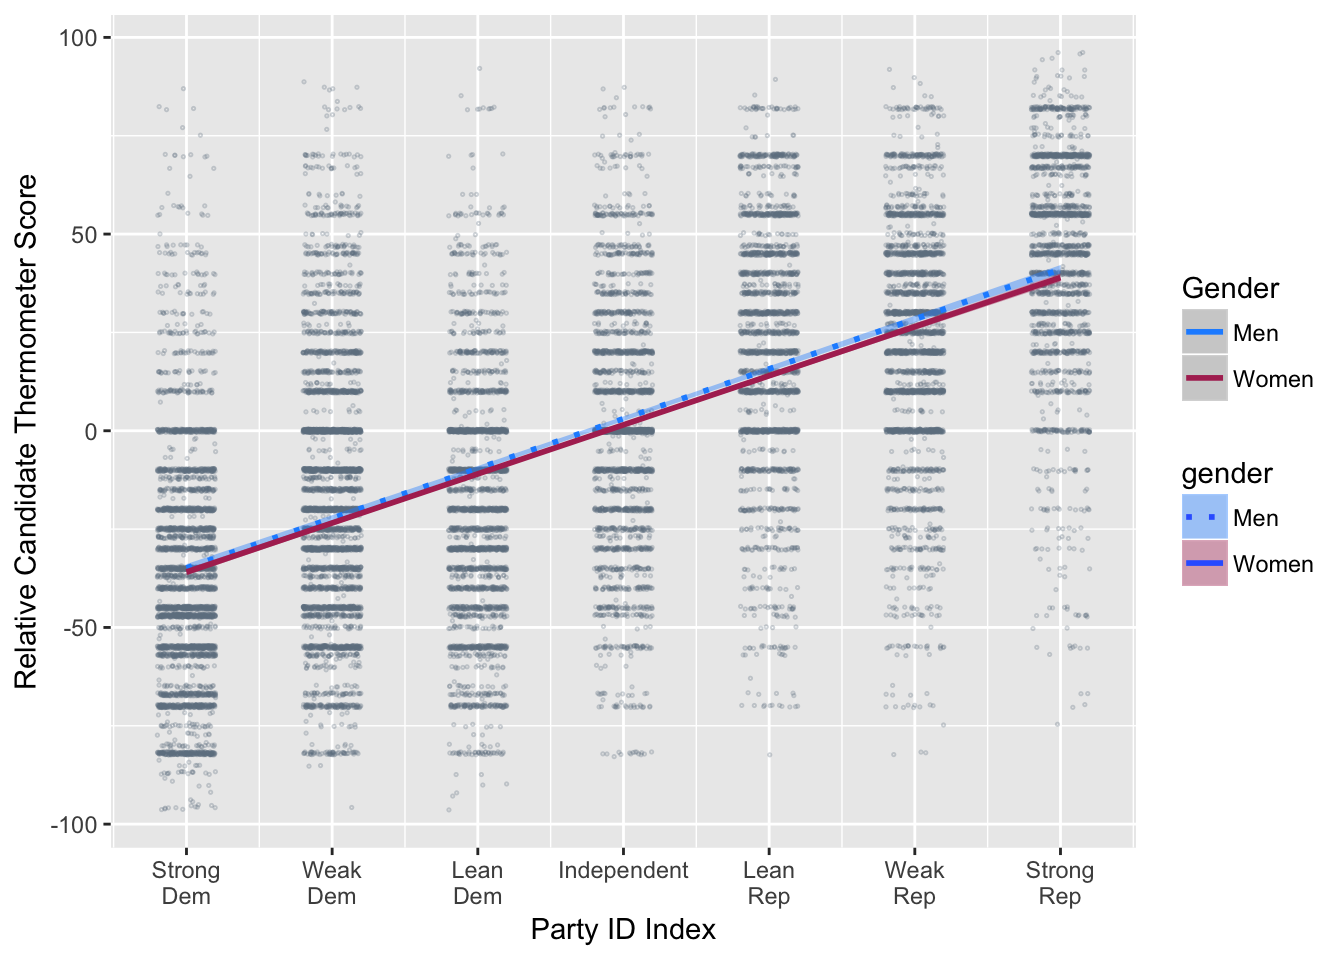 100
50
0
-50
-100
Relative Candidate Thermometer Score
Strong
Dem
Weak
Dem
Lean
Dem
Independent
Lean
Rep
Weak
Rep
Strong
Rep
Party ID Index
Gender
Men
Women
gender
Men
Women